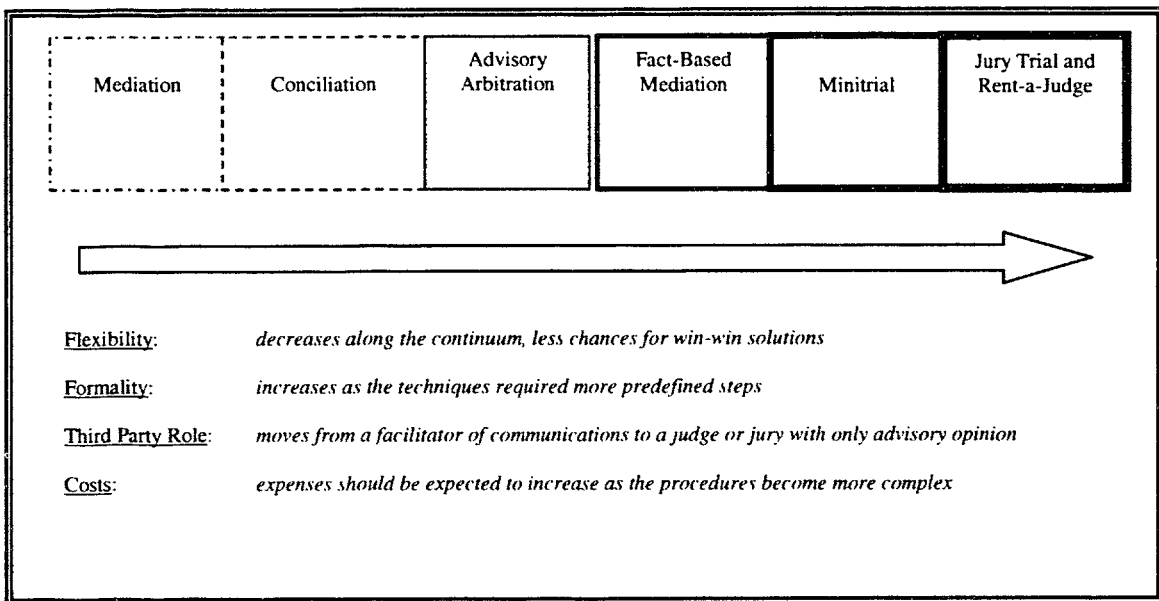 Mediation
Conciliation
Advisory
Arbitration
Fact-Based
Mediation
Minitrial
Jury Trial and
Rent-a-Judge
Flexibility: decreases along the continuum, less chances for win-win solutions
Formality: increases as the techniques required more predefined steps
Third Party Role: moves from a facilitator of communications to a judge or jury with only advisory opinion
Costs: expenses should be expected to increase as the procedures become more complex